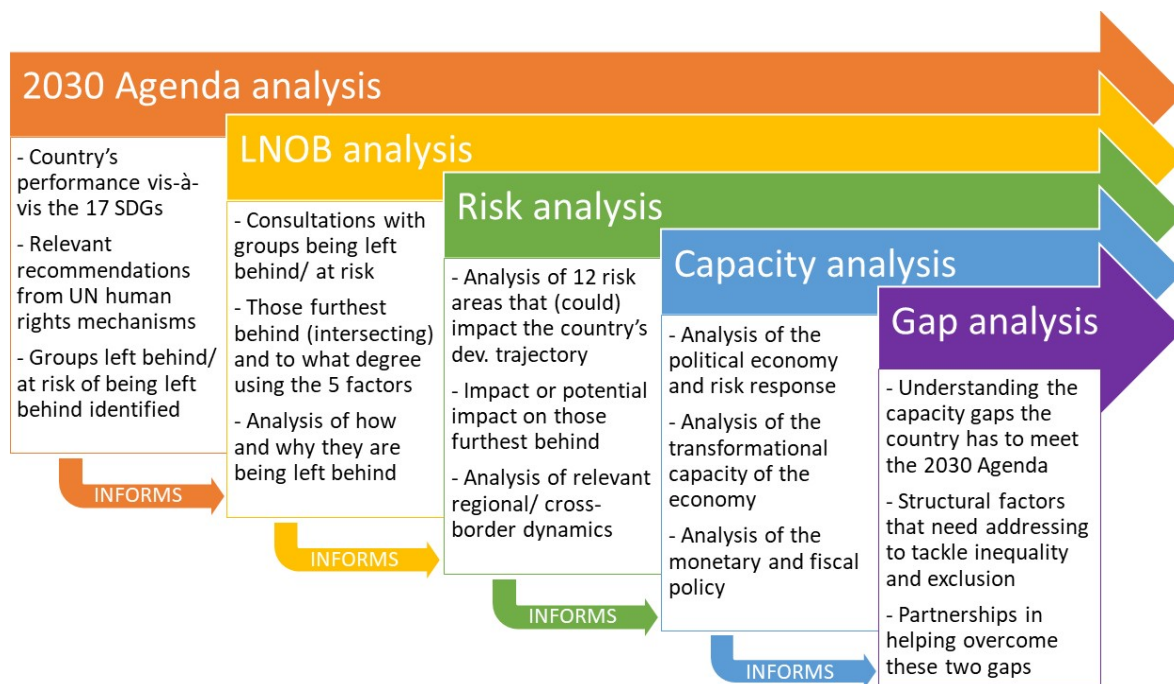 2030 Agenda analysis
- Country's
performance vis-à-
vis the 17 SDGs
- Relevant
recommendations
from UN human
rights mechanisms
- Groups left behind/
at risk of being left
behind identified
INFORMS
LNOB analysis
- Consultations with
groups being left
behind/ at risk
- Those furthest
behind (intersecting)
and to what degree
using the 5 factors
- Analysis of how
and why they are
being left behind
INFORMS
Risk analysis
- Analysis of 12 risk
areas that (could)
impact the country's
dev. trajectory
- Impact or potential
impact on those
furthest behind
- Analysis of relevant
regional/ cross-
border dynamics
INFORMS
Capacity analysis
- Analysis of the
political economy
and risk response
- Analysis of the
transformational
capacity of the
economy
- Analysis of the
monetary and fiscal
policy
INFORMS
Gap analysis
- Understanding the
capacity gaps the
country has to meet
the 2030 Agenda
- Structural factors
that need addressing
to tackle inequality
and exclusion
- Partnerships in
helping overcome
these two gaps